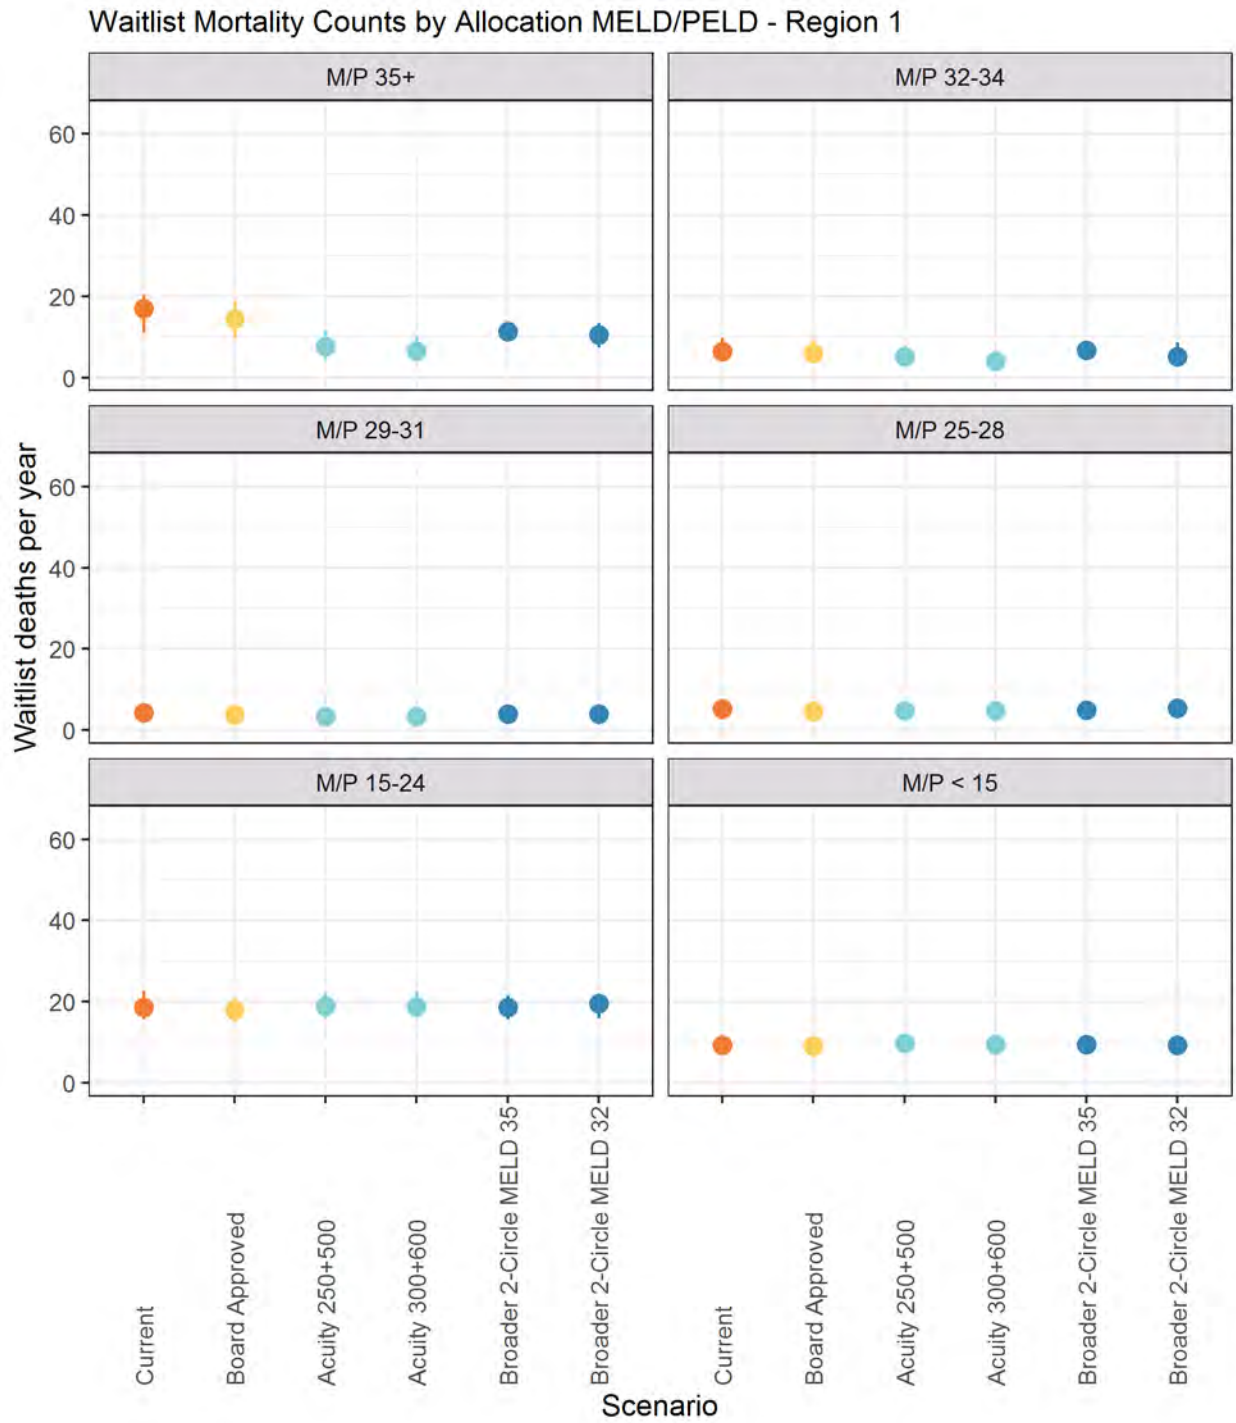 Waitlist Mortality Counts by Allocation MELD/PELD - Region 1
M/P 35+
M/P 32-34
60
40
20
0
M/P 29-31
M/P 25-28
60
40
20
0
M/P 15-24
M/P < 15
60
40
20
0
Waitlist deaths per year
Current
Board Approved
Acuity 250+500
Acuity 300+600
Broader 2-Circle MELD 35
Broader 2-Circle MELD 32
Current
Board Approved
Acuity 250+500
Acuity 300+600
Broader 2-Circle MELD 35
Broader 2-Circle MELD 32
Scenario